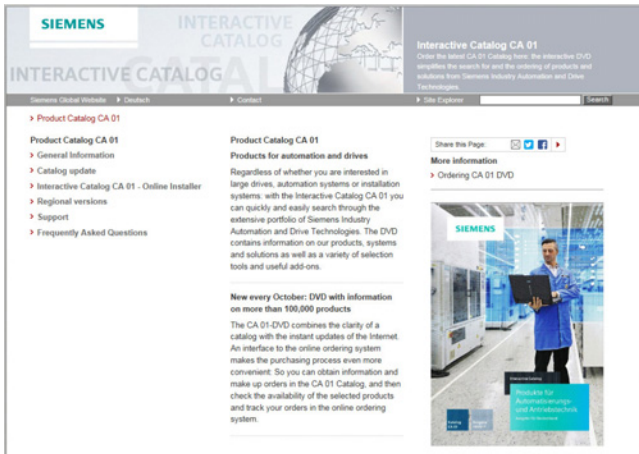 SIEMENS
INTERACTIVE
CATALOG
INTERACTIVE CATALOG
CATALOG
Interactive Catalog CA 01
Order the latest CA 01 Catalog here: the interactive DVD
simplifies the search for and the ordering of products and
solutions from Siemens Industry Automation and Drive
Technologies.
Siemens Global Website
Deutsch
Contact
Site Explorer
Search
Product Catalog CA 01
Product Catalog CA 01
General Information
Catalog update
Interactive Catalog CA 01 - Online Installer
Regional versions
Support
Frequently Asked Questions
Product Catalog CA 01
Products for automation and drives
Regardless of whether you are interested in
large drives, automation systems or installation
systems: with the Interactive Catalog CA 01 you
can quickly and easily search through the
extensive portfolio of Siemens Industry
Automation and Drive Technologies. The DVD
contains information on our products, systems
and solutions as well as a variety of selection
tools and useful add-ons.
New every October: DVD with information
on more than 100,000 products
The CA 01-DVD combines the clarity of a
catalog with the instant updates of the Internet.
An interface to the online ordering system
makes the purchasing process even more
convenient: So you can obtain information and
make up orders in the CA 01 Catalog, and then
check the availability of the selected products
and track your orders in the online ordering
system.
Share this Page:
More information
Ordering CA 01 DVD
SIEMENS
Interactive Catalog
Produkte für
Automatisierungs-
und Antriebstechnik